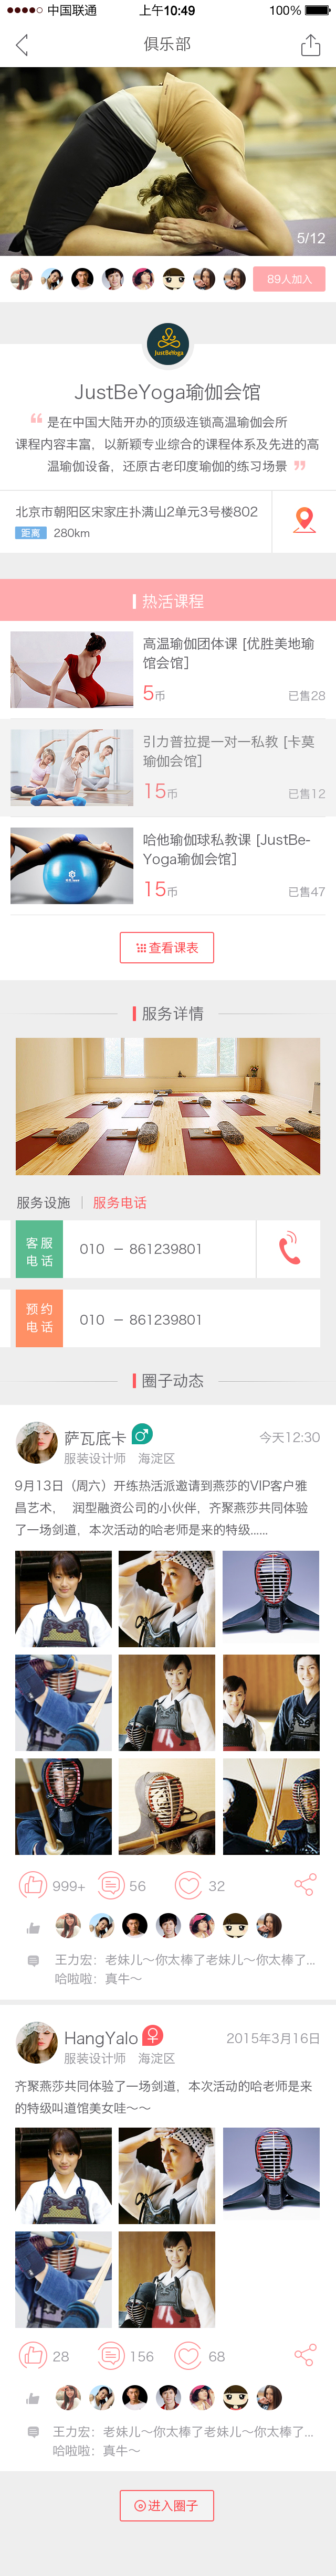 中国联通 上午10:49 100%
俱乐部
5/12
89人加入
JustBeYoga
JustBeYoga瑜伽会馆
“ 是在中国大陆开办的顶级连锁高温瑜伽会所
课程内容丰富，以新颖专业综合的课程体系及先进的高
温瑜伽设备，还原古老印度瑜伽的练习场景 ”
北京市朝阳区宋家庄扑满山2单元3号楼802
距离 280km
热活课程
高温瑜伽团体课 [优胜美地瑜
伽会馆]
5币 已售28
引力普拉提一对一私教 [卡莫
瑜伽会馆]
15币 已售12
哈他瑜伽球私教课 [JustBe-
Yoga瑜伽会馆]
15币 已售47
查看课表
服务详情
服务设施 | 服务电话
客服
电话
010 － 861239801
预约
电话
010 － 861239801
圈子动态
萨瓦底卡 今天12:30
服装设计师 海淀区
9月13日（周六）开练热活派邀请到燕莎的VIP客户雅
昌艺术， 润型融资公司的小伙伴，齐聚燕莎共同体验
了一场剑道，本次活动的哈老师是来的特级......
999+ 56 32
王力宏：老妹儿～你太棒了老妹儿～你太棒了...
哈啦啦：真牛～
HangYalo 2015年3月16日
服装设计师 海淀区
齐聚燕莎共同体验了一场剑道，本次活动的哈老师是来
的特级叫道馆美女哇～～
28 156 68
王力宏：老妹儿～你太棒了老妹儿～你太棒了...
哈啦啦：真牛～
进入圈子